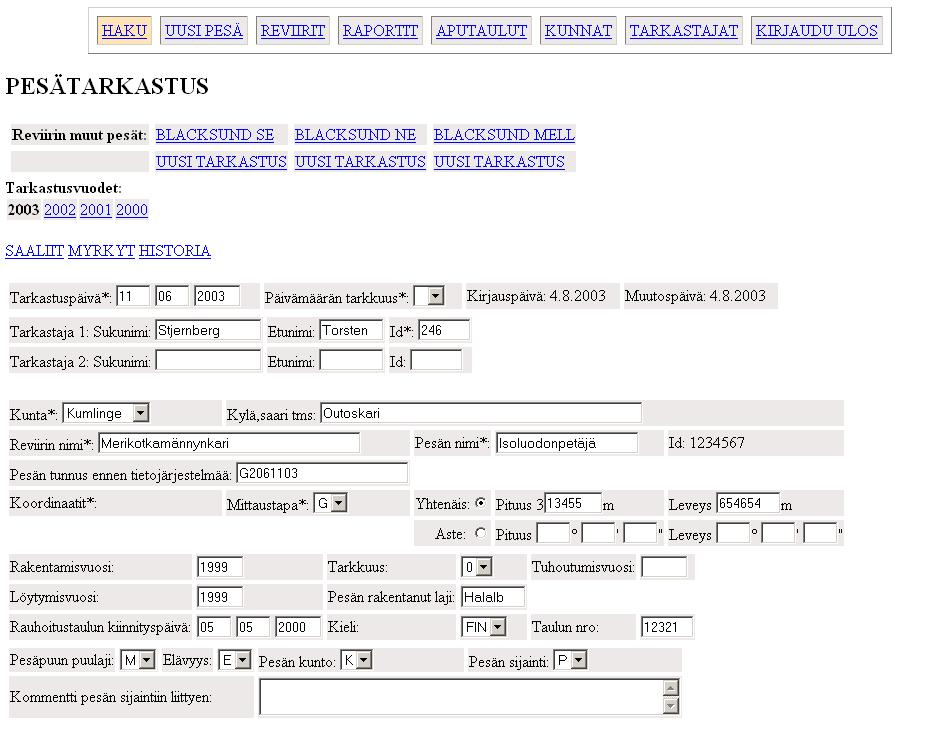 HAKU UUSI PESÄ REVIIRIT RAPORTIT APUTAULUT KUNNAT TARKASTAJAT KIRJAUDU ULOS
PESÄTARKASTUS
Reviirin muut pesät: BLACKSUND SE BLACKSUND NE BLACKSUND MELL
UUSI TARKASTUS UUSI TARKASTUS UUSI TARKASTUS
Tarkastusvuodet:
2003 2002 2001 2000
SAALIIT MYRKYT HISTORIA
Tarkastuspäivä*: 11 06 2003 Päivämäärän tarkkuus*: Kirjauspäivä: 4.8.2003 Muutospäivä: 4.8.2003
Tarkastaja 1: Sukunimi: Stjernberg Etunimi: Torsten Id*: 246
Tarkastaja 2: Sukunimi: Etunimi: Id:
Kunta*: Kumlinge Kylä,saari tms: Outoskari
Reviirin nimi*: Merikotkamännynkari Pesän nimi*: Isoluodonpetäjä Id: 1234567
Pesän tunnus ennen tietojärjestelmää: G2061103
Koordinaatit*: Mittaustapa*: G Yhtenäis: Pituus 3 13455 m Leveys 654654 m
Aste: Pituus ° ' " Leveys ° ' "
Rakentamisvuosi: 1999 Tarkkuus: 0 Tuhoutumisvuosi:
Löytymisvuosi: 1999 Pesän rakentanut laji: Halalb
Rauhoitustaulun kiinnityspäivä: 05 05 2000 Kieli: FIN Taulun nro: 12321
Pesäpuun puulaji: M Elävyys: E Pesän kunto: K Pesän sijainti: P
Kommentti pesän sijaintiin liittyen: